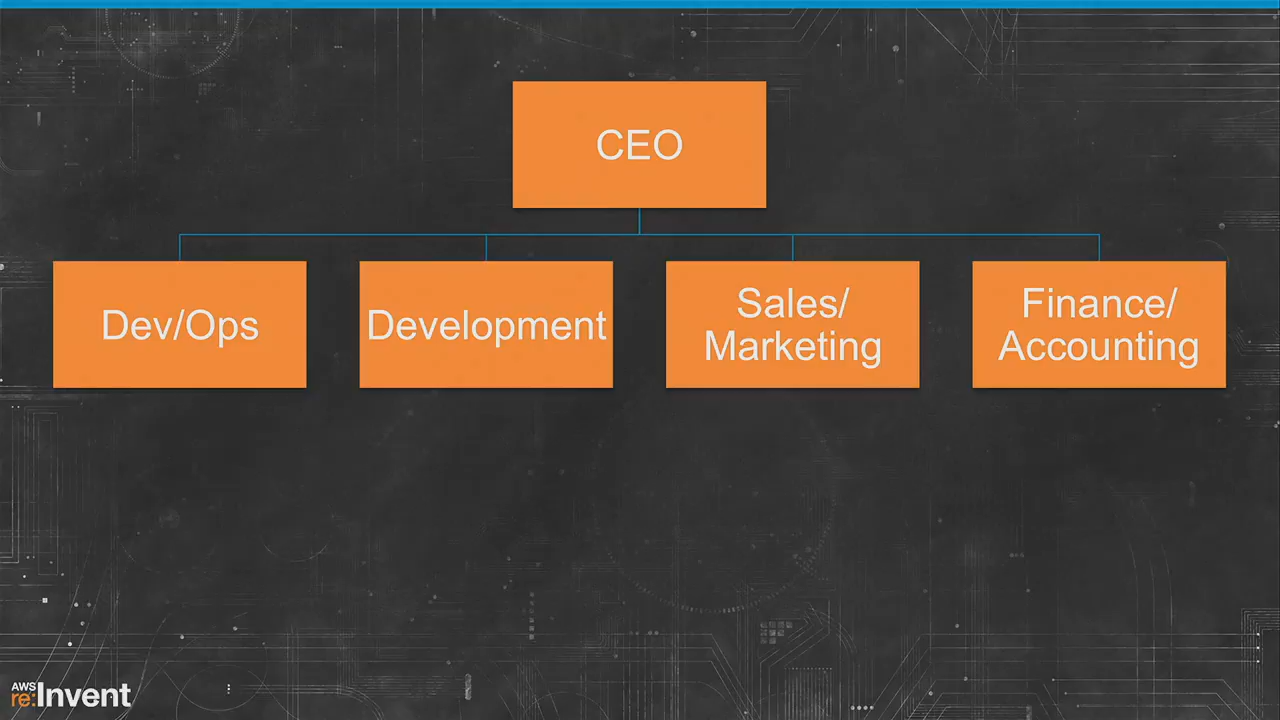 CEO
Dev/Ops
Development
Sales/
Marketing
Finance/
Accounting
AWS
re:Invent